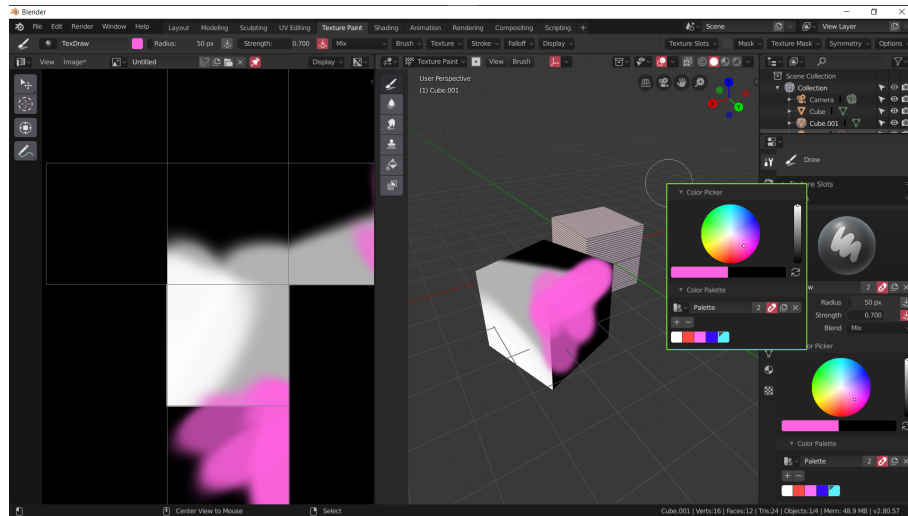 Blender
File Edit Render Window Help Layout Modeling Sculpting UV Editing Texture Paint Shading Animation Rendering Compositing Scripting + Scene View Layer
TexDraw Radius: 50 px Strength: 0.700 Mix Brush Texture Stroke Falloff Display Texture Slots Mask Texture Mask Symmetry Options
View Image* Untitled Display Texture Paint View Brush
User Perspective
(1) Cube.001
Scene Collection
Collection
Camera
Cube
Cube.001
Draw
Texture Slots
Color Picker
Color Palette
Palette 2
2
Radius 50 px
Strength 0.700
Blend Mix
Color Picker
Color Palette
Palette 2
Center View to Mouse Select Cube.001 | Verts:16 | Faces:12 | Tris:24 | Objects:1/4 | Mem: 48.9 MB | v2.80.57